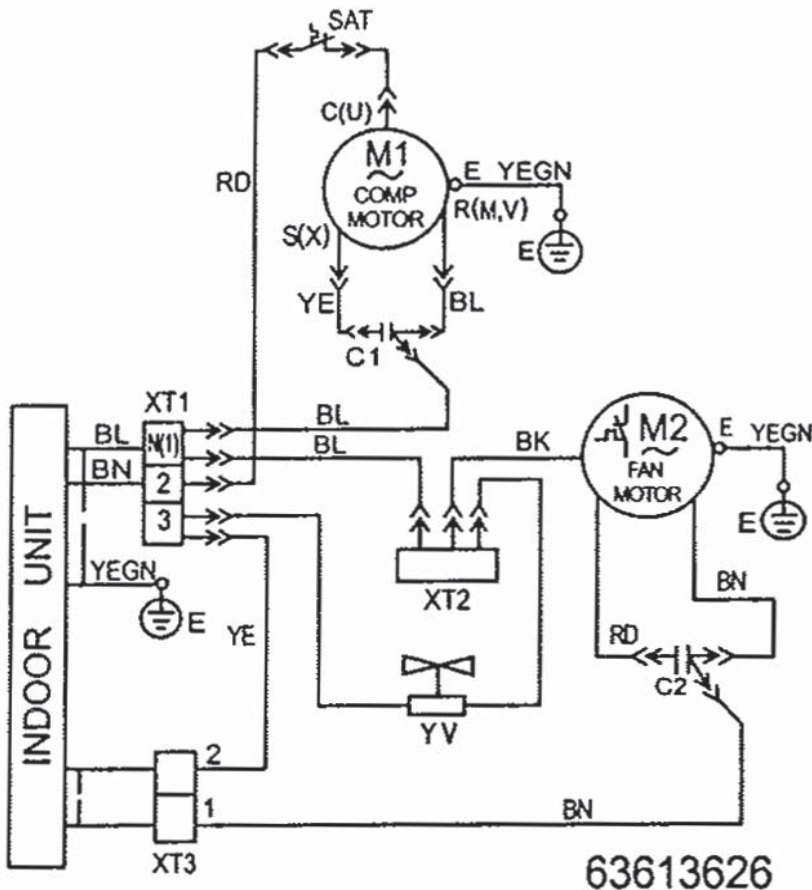 SAT
C(U)
M1
COMP
MOTOR
E YEGN
RD
R(M,V)
S(X)
E
YE
BL
C1
XT1
BL
BL
N(1)
BL
BK
M2
FAN
MOTOR
E
YEGN
BN
2
3
E
YEGN
XT2
BN
E
YE
RD
C2
INDOOR UNIT
YV
2
1
BN
XT3
63613626